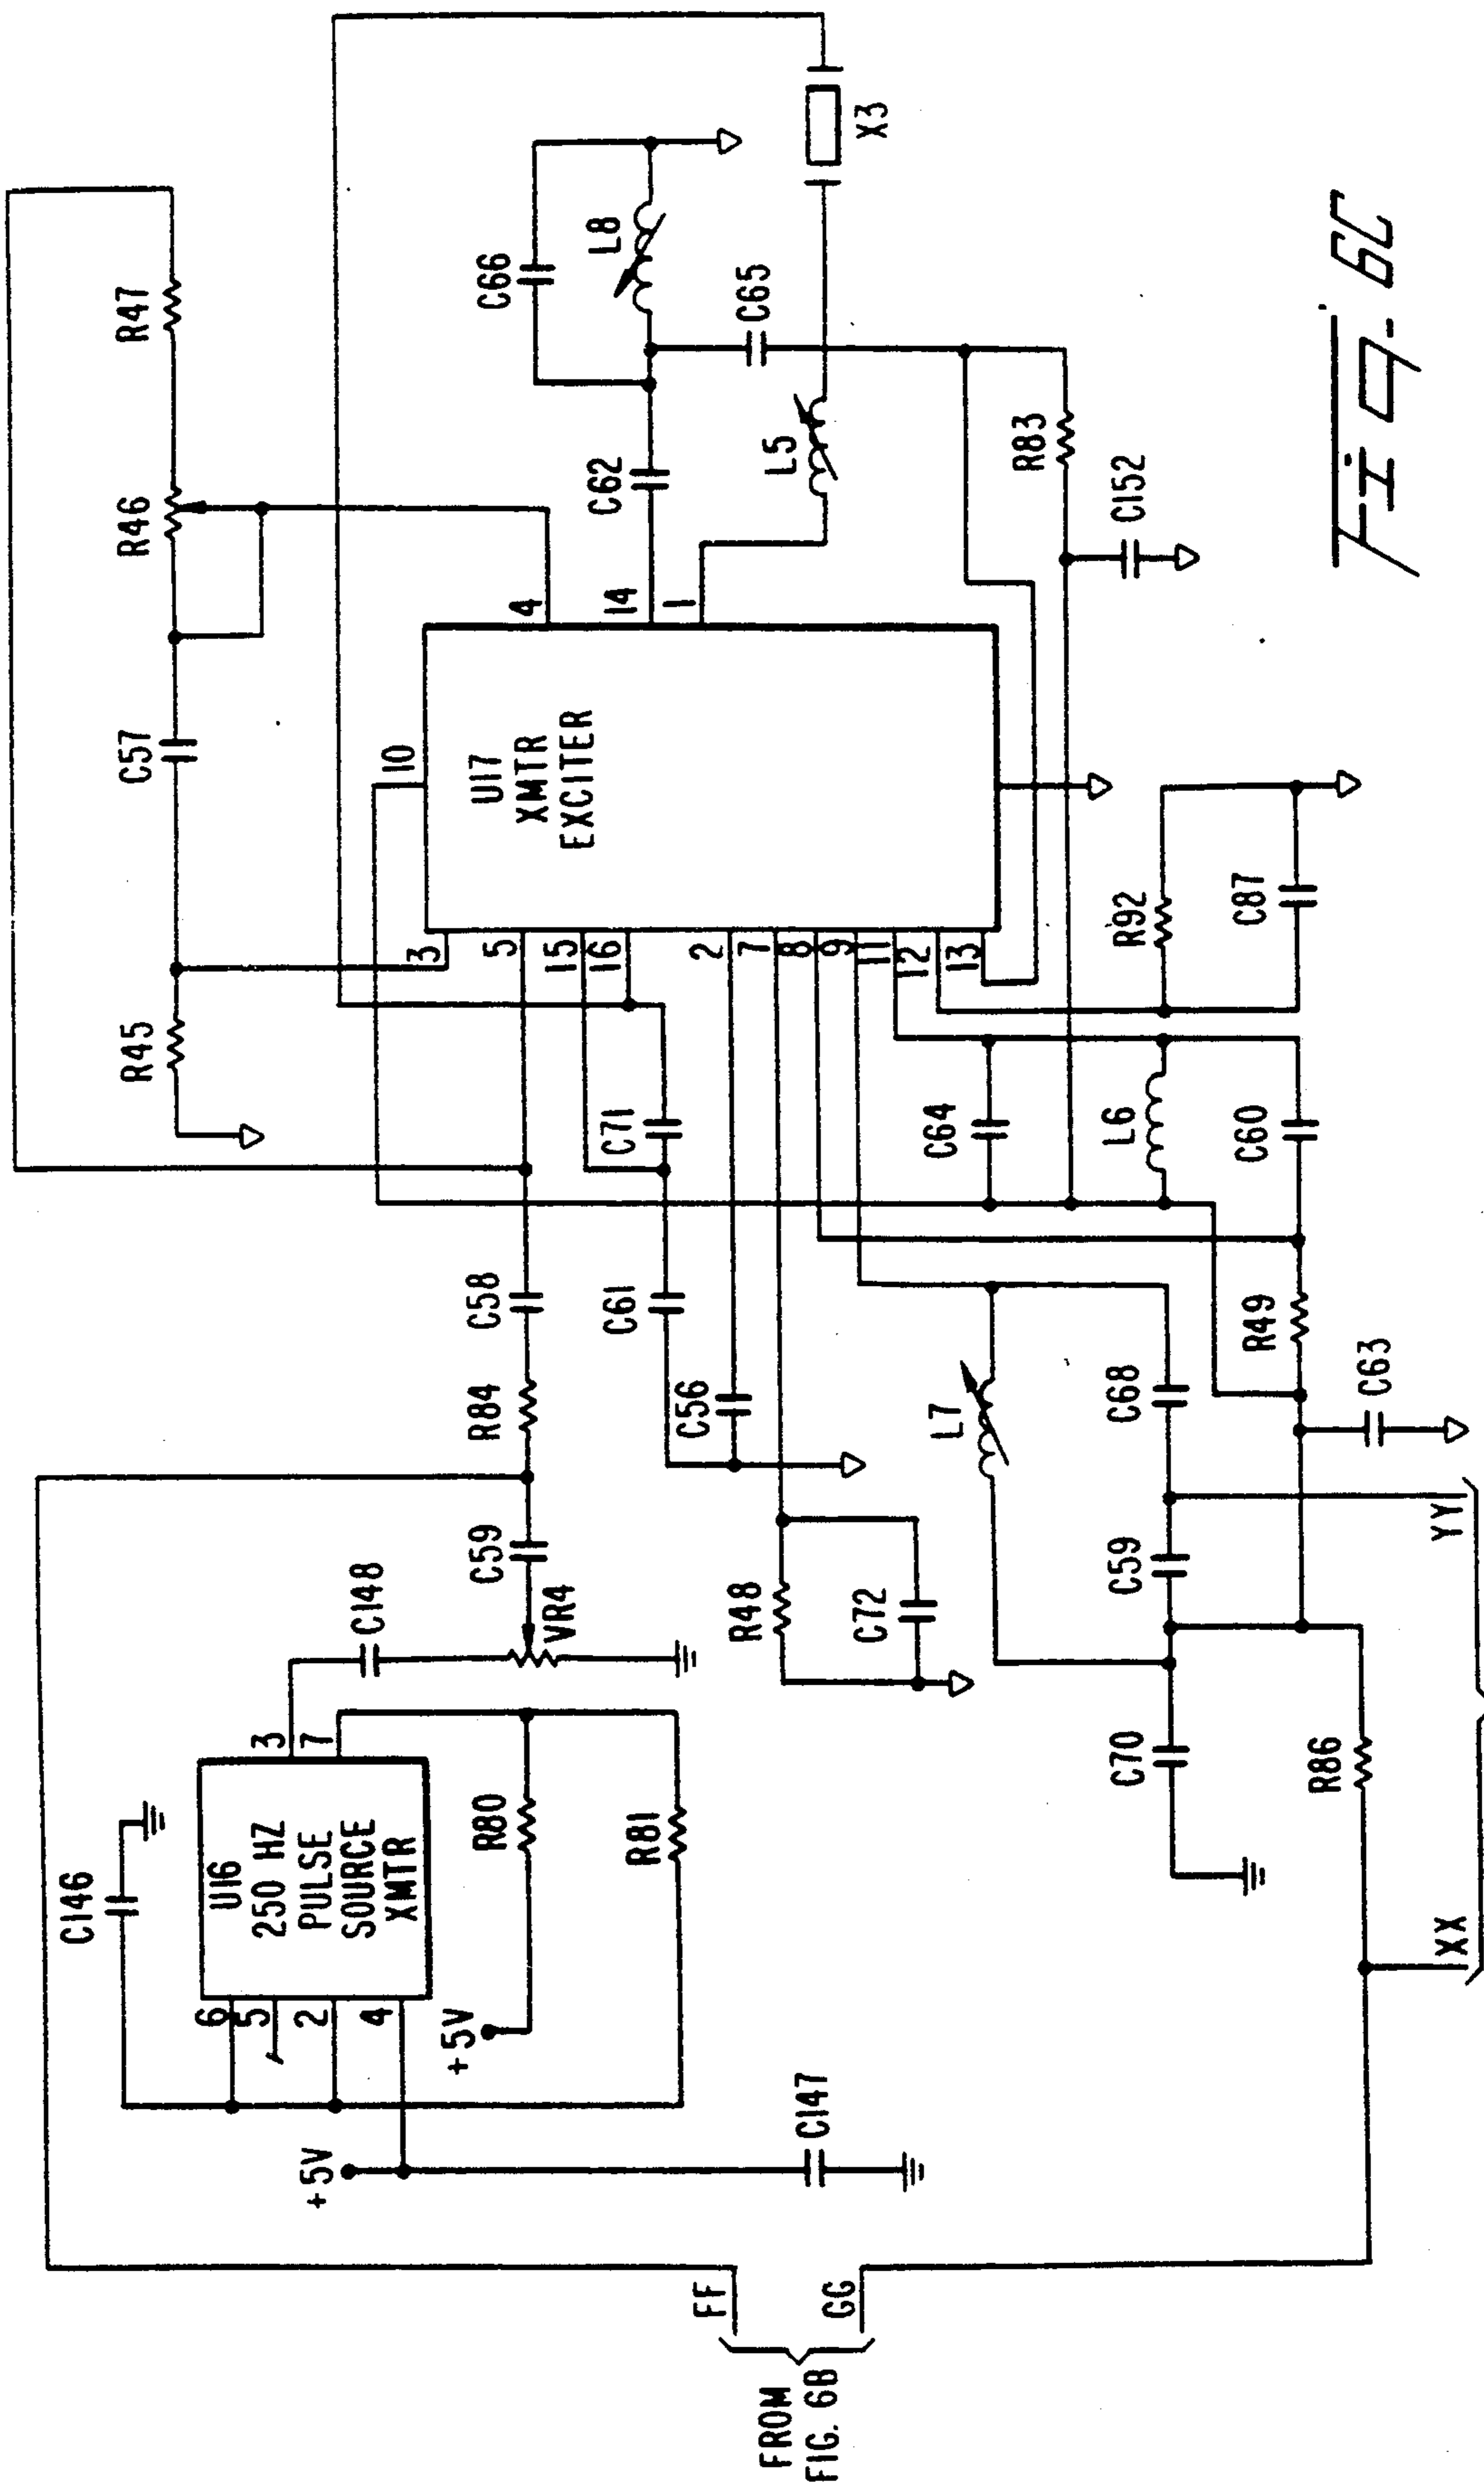 R47
R46
C57
R45
C66
L8
C65
X3
C62
L5
R83
C152
4
14
1
10
U17
XMTR
EXCITER
3
5
15
16
2
7
8
9
11
12
13
R92
C87
C71
C64
L6
C60
C58
C61
R84
C56
R49
C63
L7
C68
C59
C148
VR4
R48
C72
C59
YY
C70
R86
XX
3
7
U16
250 HZ
PULSE
SOURCE
XMTR
6
5
2
4
C146
R80
R81
+5V
+5V
C147
FF
GG
FROM
FIG. 6B
Fig. 6C